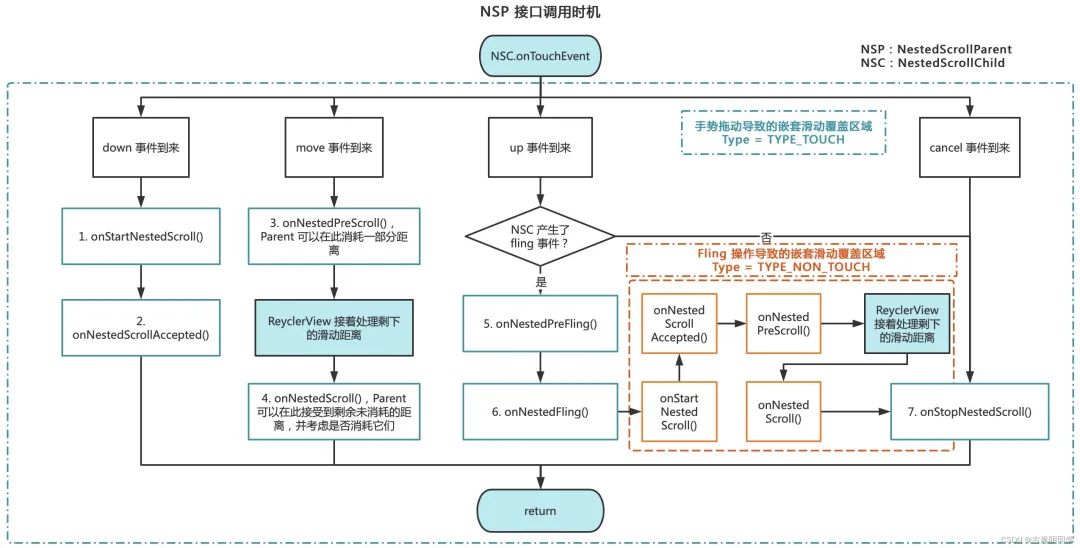 NSP 接口调用时机
NSC.onTouchEvent
NSP：NestedScrollParent
NSC：NestedScrollChild
手势拖动导致的嵌套滑动覆盖区域
Type = TYPE_TOUCH
down 事件到来
move 事件到来
up 事件到来
cancel 事件到来
1. onStartNestedScroll()
3. onNestedPreScroll()，
Parent 可以在此消耗一部分距
离
NSC 产生了
fling 事件？
否
是
Fling 操作导致的嵌套滑动覆盖区域
Type = TYPE_NON_TOUCH
2.
onNestedScrollAccepted()
ReyclerView 接着处理剩下
的滑动距离
5. onNestedPreFling()
onNested
Scroll
Accepted()
onNested
PreScroll()
ReyclerView
接着处理剩下
的滑动距离
4. onNestedScroll()，Parent
可以在此接受到剩余未消耗的距
离，并考虑是否消耗它们
6. onNestedFling()
onStart
Nested
Scroll()
onNested
Scroll()
7. onStopNestedScroll()
return